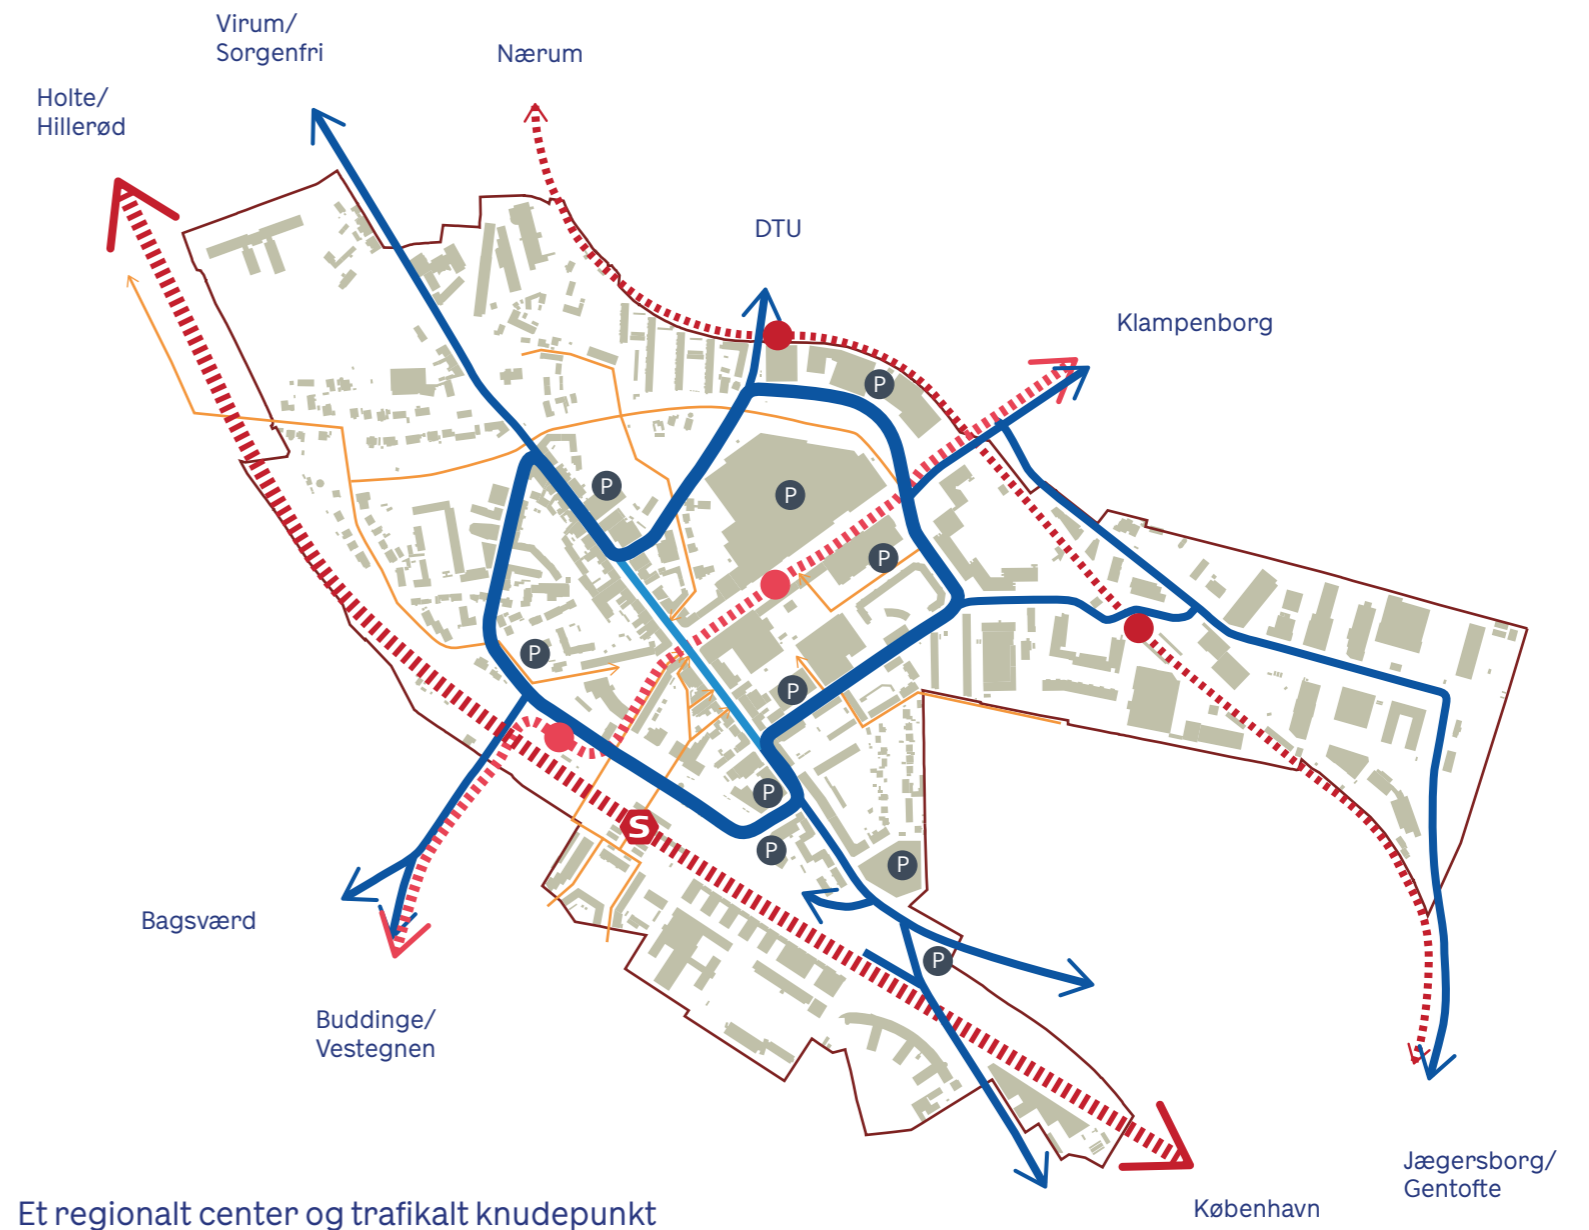 Virum/
Sorgenfri
Nærum
Holte/
Hillerød
DTU
Klampenborg
P
P
P
P
P
P
P
S
P
P
P
Bagsværd
Buddinge/
Vestegnen
Jægersborg/
Gentofte
København
Et regionalt center og trafikalt knudepunkt